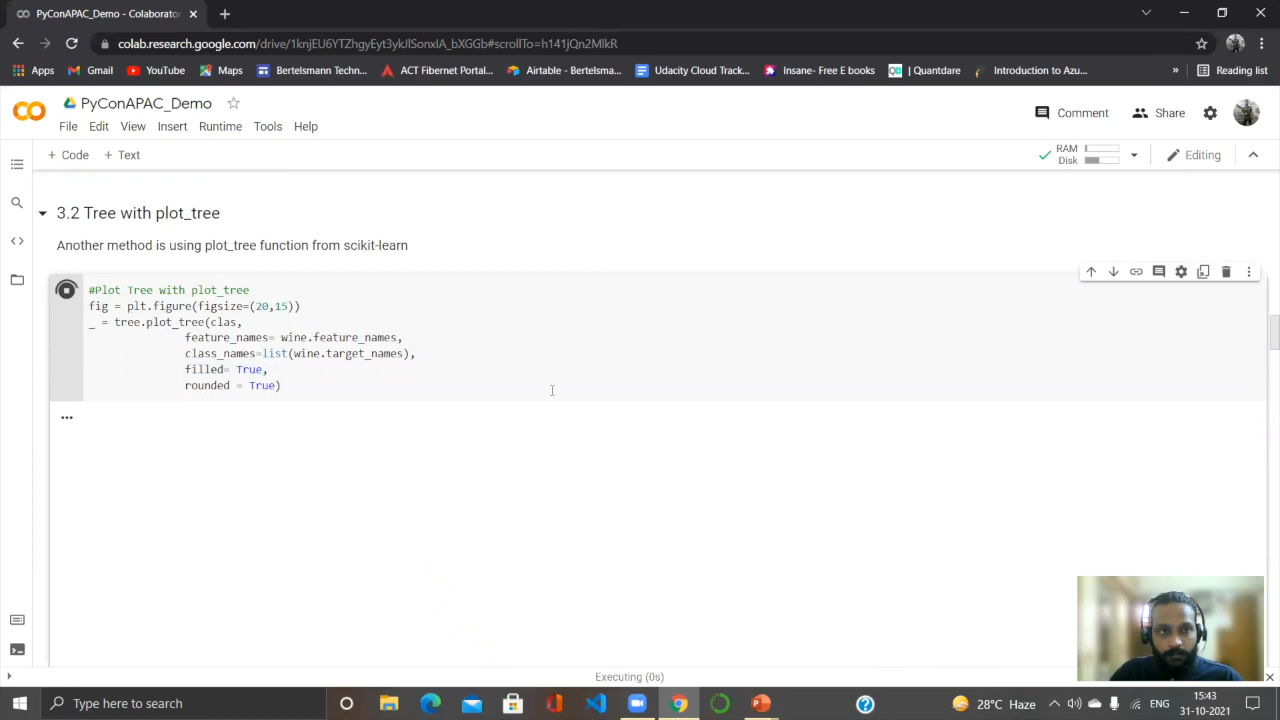 PyConAPAC_Demo - Colaborator
colab.research.google.com/drive/1knjEU6YTZhgyEyt3ykJlSonxIA_bXGGb#scrollTo=h141jQn2MlkR
Apps Gmail YouTube Maps Bertelsmann Techn... ACT Fibernet Portal... Airtable - Bertelsma... Udacity Cloud Track... Insane- Free E books Quandare Introduction to Azu... » Reading list
PyConAPAC_Demo
Comment Share
File Edit View Insert Runtime Tools Help
+ Code + Text
RAM
Disk
Editing
3.2 Tree with plot_tree
Another method is using plot_tree function from scikit-learn
#Plot Tree with plot_tree
fig = plt.figure(figsize=(20,15))
_ = tree.plot_tree(clas,
feature_names= wine.feature_names,
class_names=list(wine.target_names),
filled= True,
rounded = True)
Executing (0s)
Type here to search
28°C Haze
ENG
15:43
31-10-2021